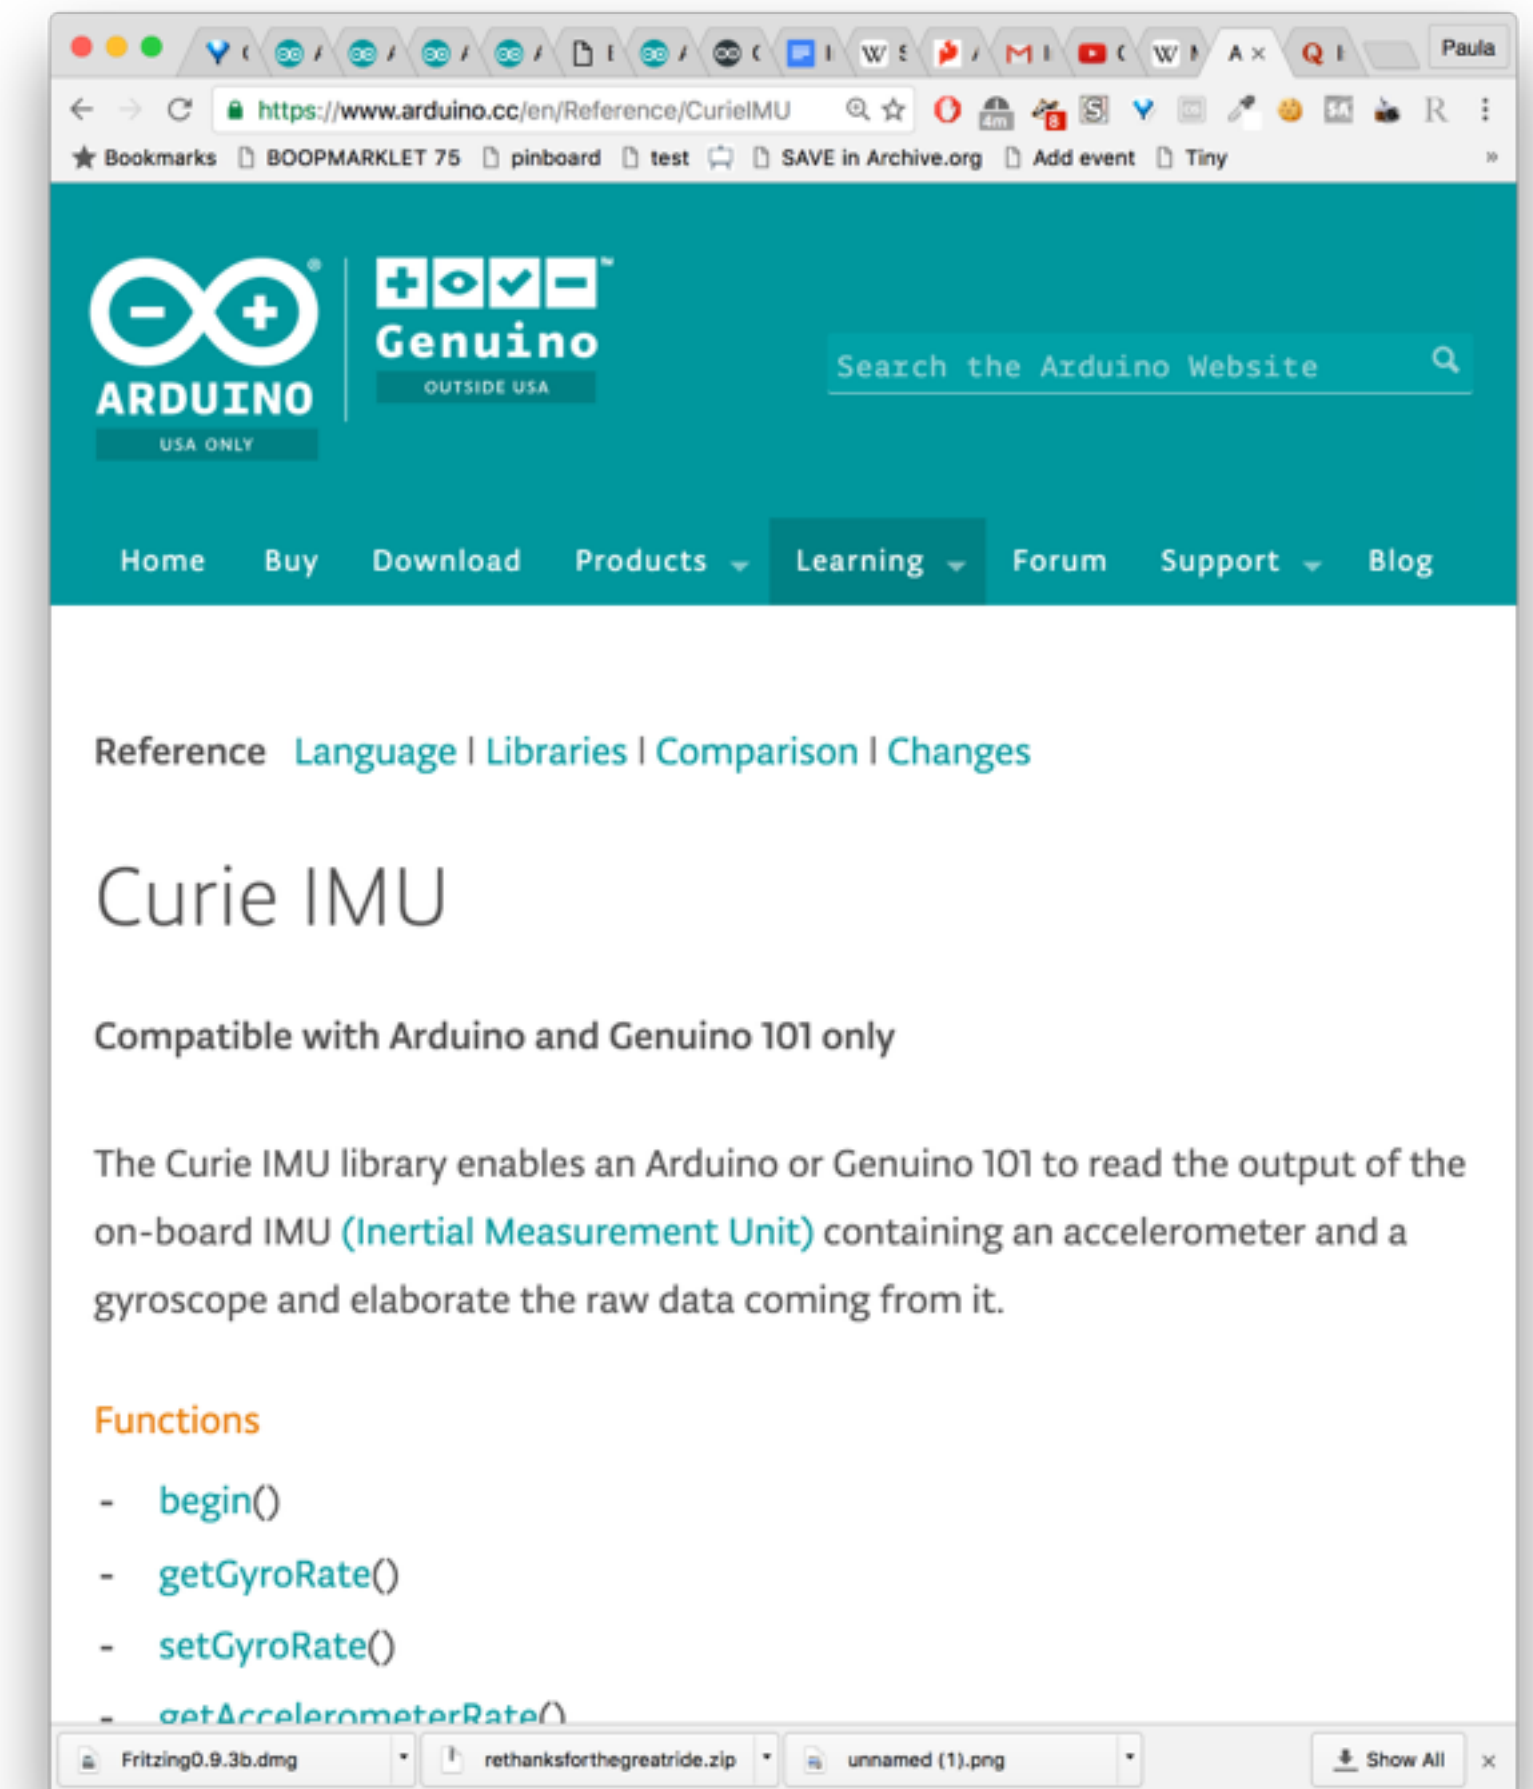 Paula
https://www.arduino.cc/en/Reference/CurieIMU
4m
8
R
Bookmarks BOOPMARKLET 75 pinboard test SAVE in Archive.org Add event Tiny
ARDUINO
USA ONLY
Genuino
OUTSIDE USA
Search the Arduino Website
Home Buy Download Products Learning Forum Support Blog
Reference Language | Libraries | Comparison | Changes
Curie IMU
Compatible with Arduino and Genuino 101 only
The Curie IMU library enables an Arduino or Genuino 101 to read the output of the
on-board IMU (Inertial Measurement Unit) containing an accelerometer and a
gyroscope and elaborate the raw data coming from it.
Functions
- begin()
- getGyroRate()
- setGyroRate()
- getAccelerometerRate()
Fritzing0.9.3b.dmg rethanksforthegreatride.zip unnamed (1).png Show All